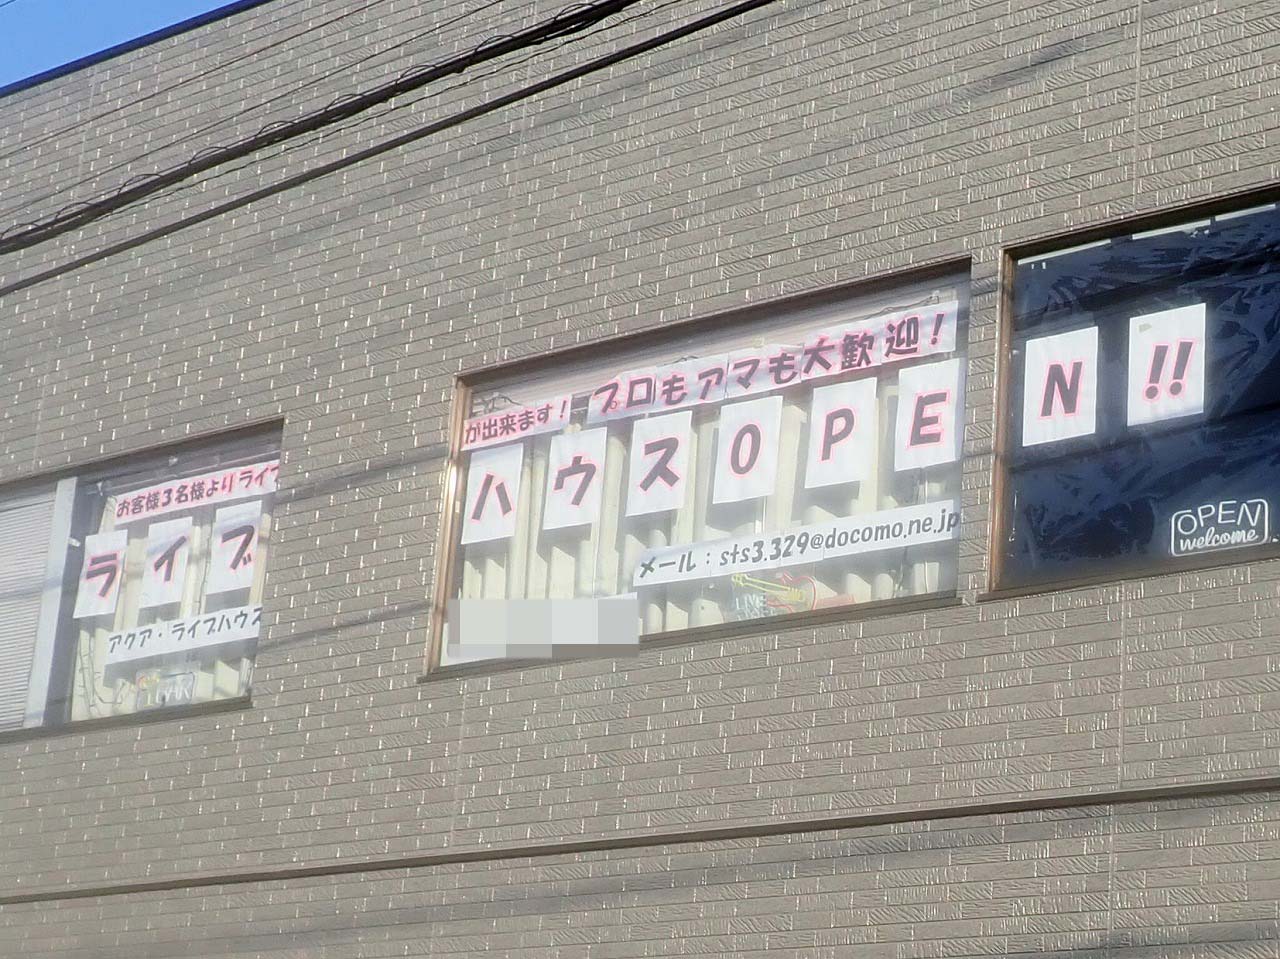 お客様3名様よりライブが出来ます! プロもアマも大歓迎!
ライブハウスOPEN!!
アクア・ライブハウス
メール:sts3.329@docomo.ne.jp
BAR
LIVE
OPEN
welcome